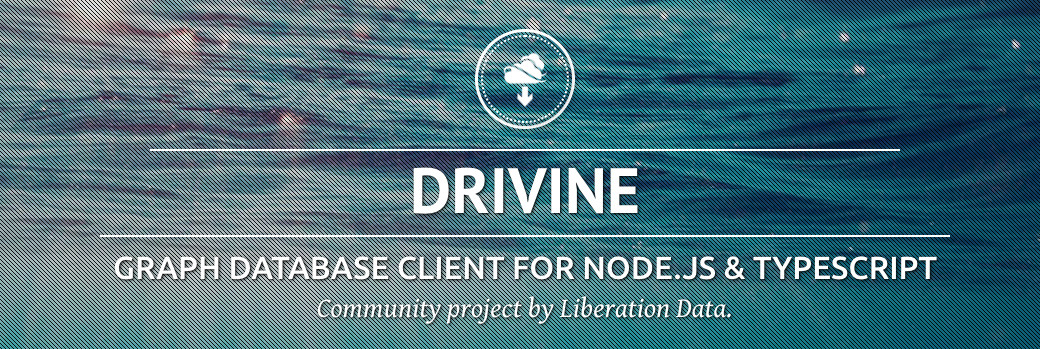 DRIVINE
GRAPH DATABASE CLIENT FOR NODE.JS & TYPESCRIPT
Community project by Liberation Data.